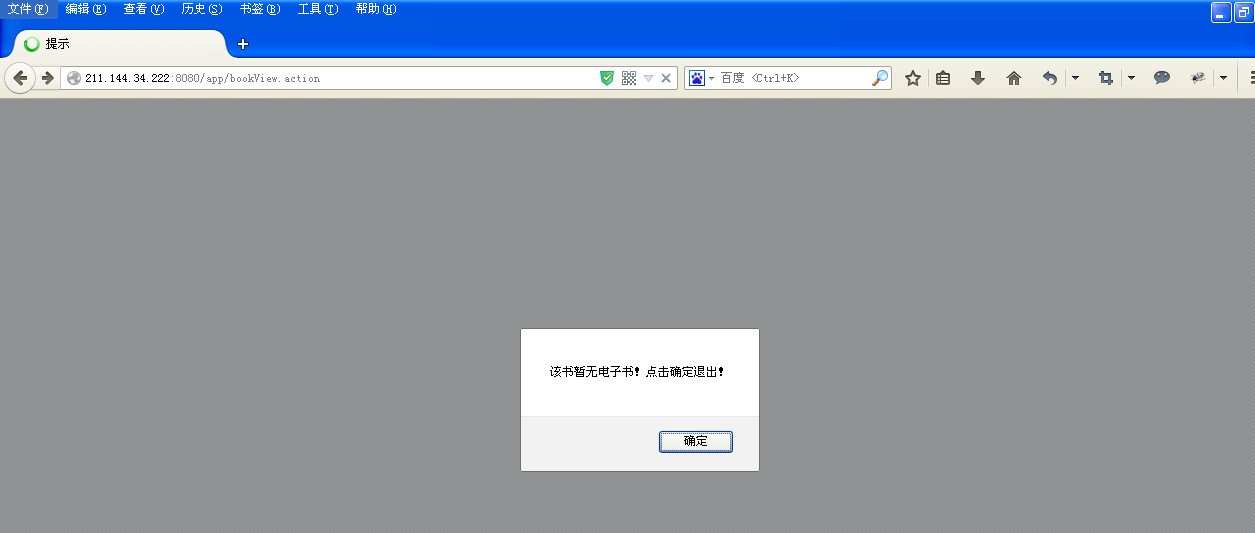 文件(F) 编辑(E) 查看(V) 历史(S) 书签(B) 工具(T) 帮助(H)
提示
211.144.34.222:8080/app/bookView.action
百度 <Ctrl+K>
该书暂无电子书！点击确定退出！
确定